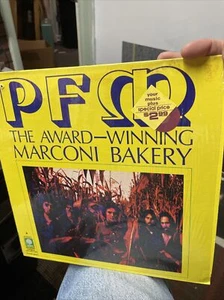 PFM
your
music
plus
special price
$2.99
THE AWARD-WINNING
MARCONI BAKERY